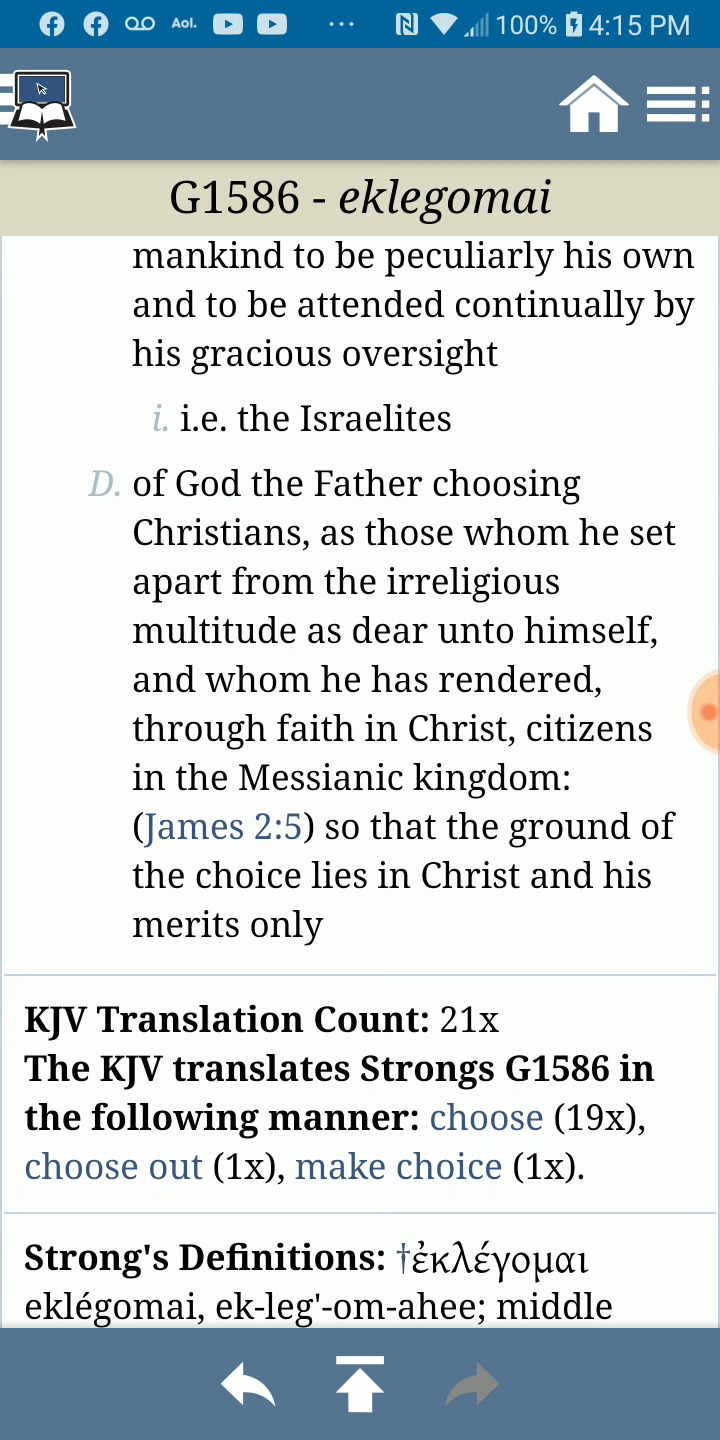 Aol. ... 100% 4:15 PM
G1586 - eklegomai
mankind to be peculiarly his own
and to be attended continually by
his gracious oversight
i. i.e. the Israelites
D. of God the Father choosing
Christians, as those whom he set
apart from the irreligious
multitude as dear unto himself,
and whom he has rendered,
through faith in Christ, citizens
in the Messianic kingdom:
(James 2:5) so that the ground of
the choice lies in Christ and his
merits only
KJV Translation Count: 21x
The KJV translates Strongs G1586 in
the following manner: choose (19x),
choose out (1x), make choice (1x).
Strong's Definitions: †ἐκλέγομαι
eklégomai, ek-leg'-om-ahee; middle